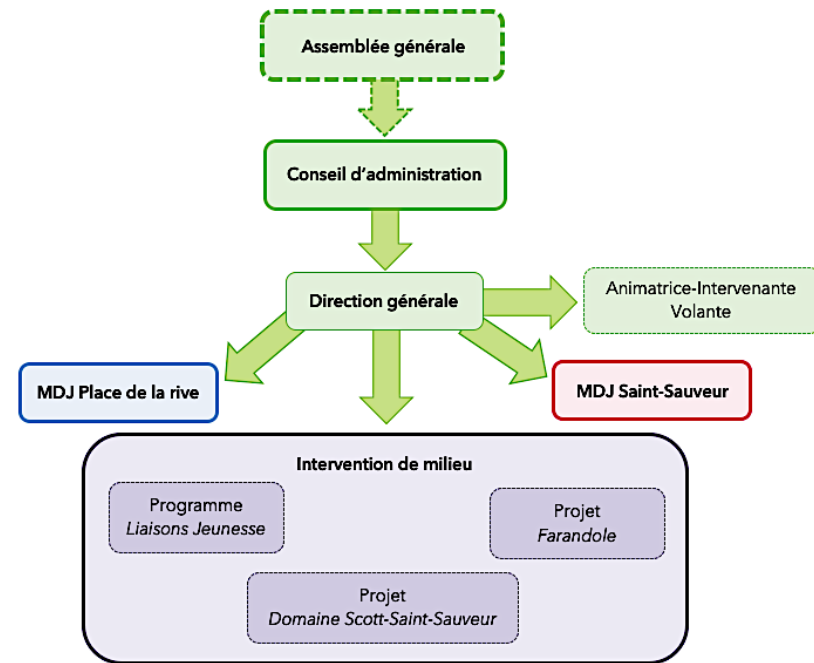 Assemblée générale
Conseil d'administration
Direction générale
Animatrice-Intervenante
Volante
MDJ Place de la rive
MDJ Saint-Sauveur
Intervention de milieu
Programme
Liaisons Jeunesse
Projet
Farandole
Projet
Domaine Scott-Saint-Sauveur